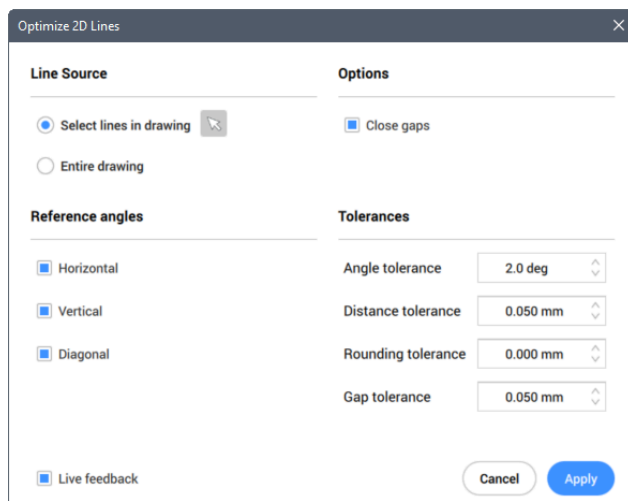 Optimize 2D Lines
Line Source
Select lines in drawing
Entire drawing
Options
Close gaps
Reference angles
Horizontal
Vertical
Diagonal
Tolerances
Angle tolerance 2.0 deg
Distance tolerance 0.050 mm
Rounding tolerance 0.000 mm
Gap tolerance 0.050 mm
Live feedback
Cancel
Apply